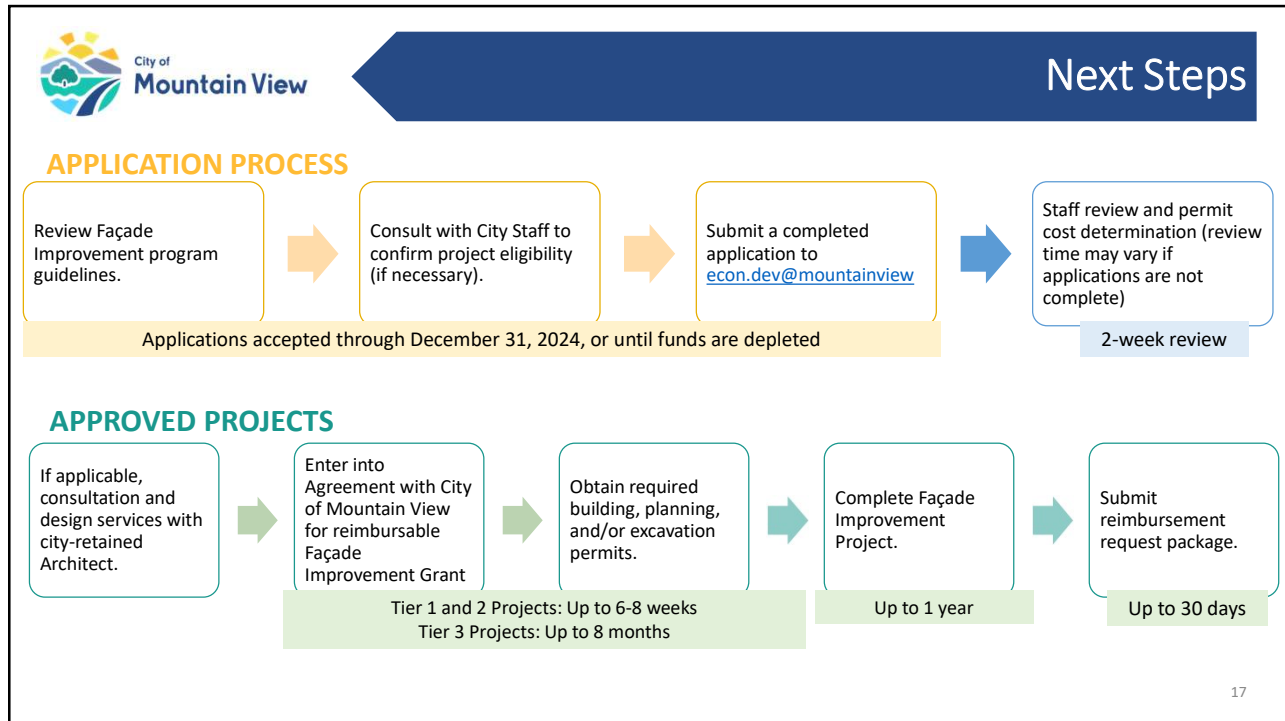 City of
Mountain View
Next Steps
APPLICATION PROCESS
Review Façade
Improvement program
guidelines.
Consult with City Staff to
confirm project eligibility
(if necessary).
Submit a completed
application to
econ.dev@mountainview
Staff review and permit
cost determination (review
time may vary if
applications are not
complete)
Applications accepted through December 31, 2024, or until funds are depleted
2-week review
APPROVED PROJECTS
If applicable,
consultation and
design services with
city-retained
Architect.
Enter into
Agreement with City
of Mountain View
for reimbursable
Façade
Improvement Grant
Obtain required
building, planning,
and/or excavation
permits.
Complete Façade
Improvement
Project.
Submit
reimbursement
request package.
Tier 1 and 2 Projects: Up to 6-8 weeks
Tier 3 Projects: Up to 8 months
Up to 1 year
Up to 30 days
17